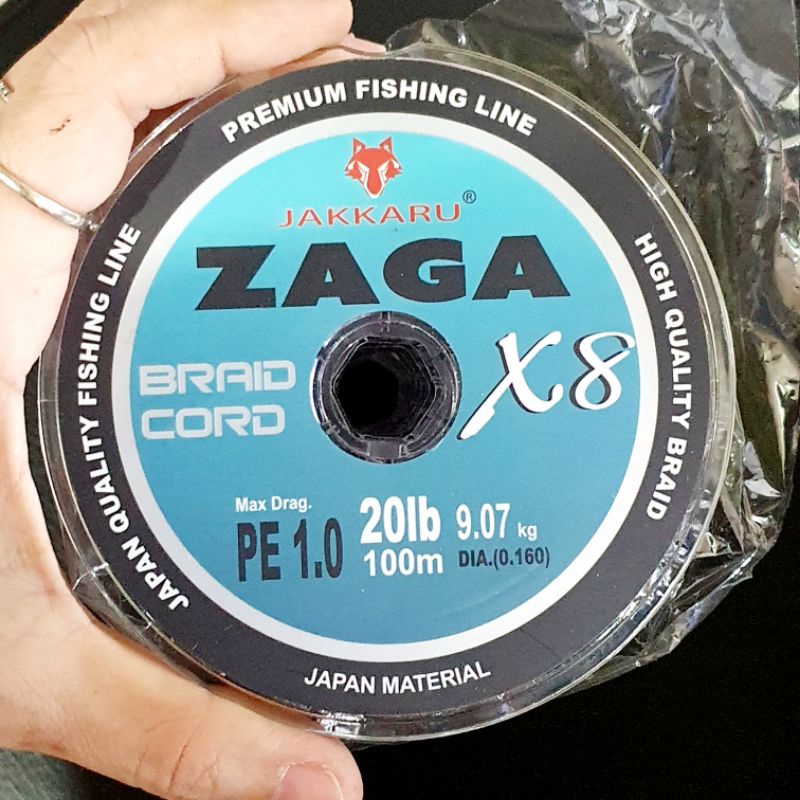 PREMIUM FISHING LINE
JAKKARU®
ZAGA
BRAID
CORD
X8
Max Drag.
PE 1.0
20lb
100m
9.07 kg
DIA.(0.160)
JAPAN QUALITY FISHING LINE
HIGH QUALITY BRAID
JAPAN MATERIAL